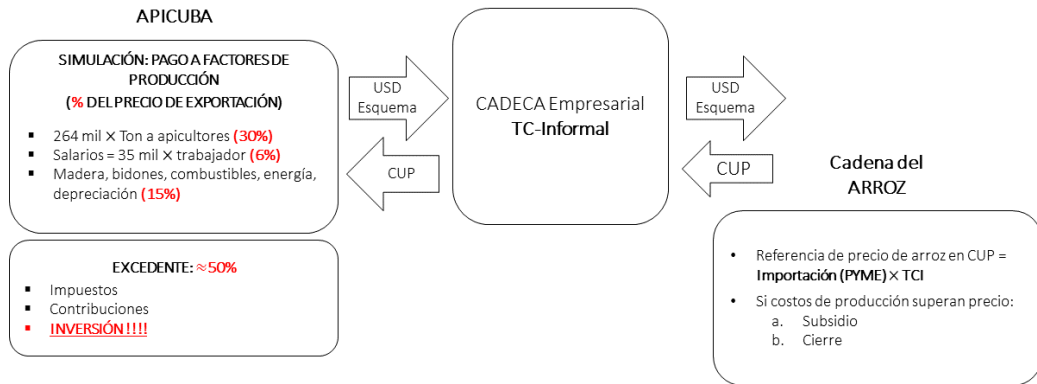 APICUBA
SIMULACIÓN: PAGO A FACTORES DE
PRODUCCIÓN
(% DEL PRECIO DE EXPORTACIÓN)
▪ 264 mil × Ton a apicultores (30%)
▪ Salarios = 35 mil × trabajador (6%)
▪ Madera, bidones, combustibles, energía,
depreciación (15%)
EXCEDENTE: ≈50%
▪ Impuestos
▪ Contribuciones
▪ INVERSIÓN !!!!
USD
Esquema
CUP
CADECA Empresarial
TC-Informal
USD
Esquema
CUP
Cadena del
ARROZ
• Referencia de precio de arroz en CUP =
Importación (PYME) × TCI
• Si costos de producción superan precio:
a. Subsidio
b. Cierre